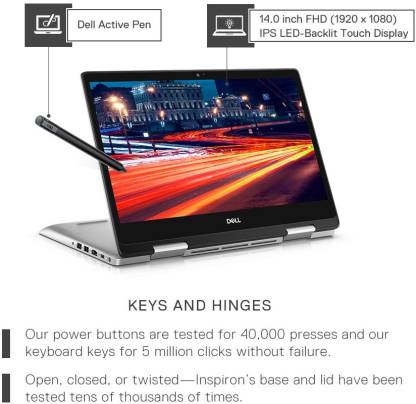 Dell Active Pen
14.0 inch FHD (1920 x 1080)
IPS LED-Backlit Touch Display
DELL
KEYS AND HINGES
Our power buttons are tested for 40,000 presses and our
keyboard keys for 5 million clicks without failure.
Open, closed, or twisted—Inspiron's base and lid have been
tested tens of thousands of times.